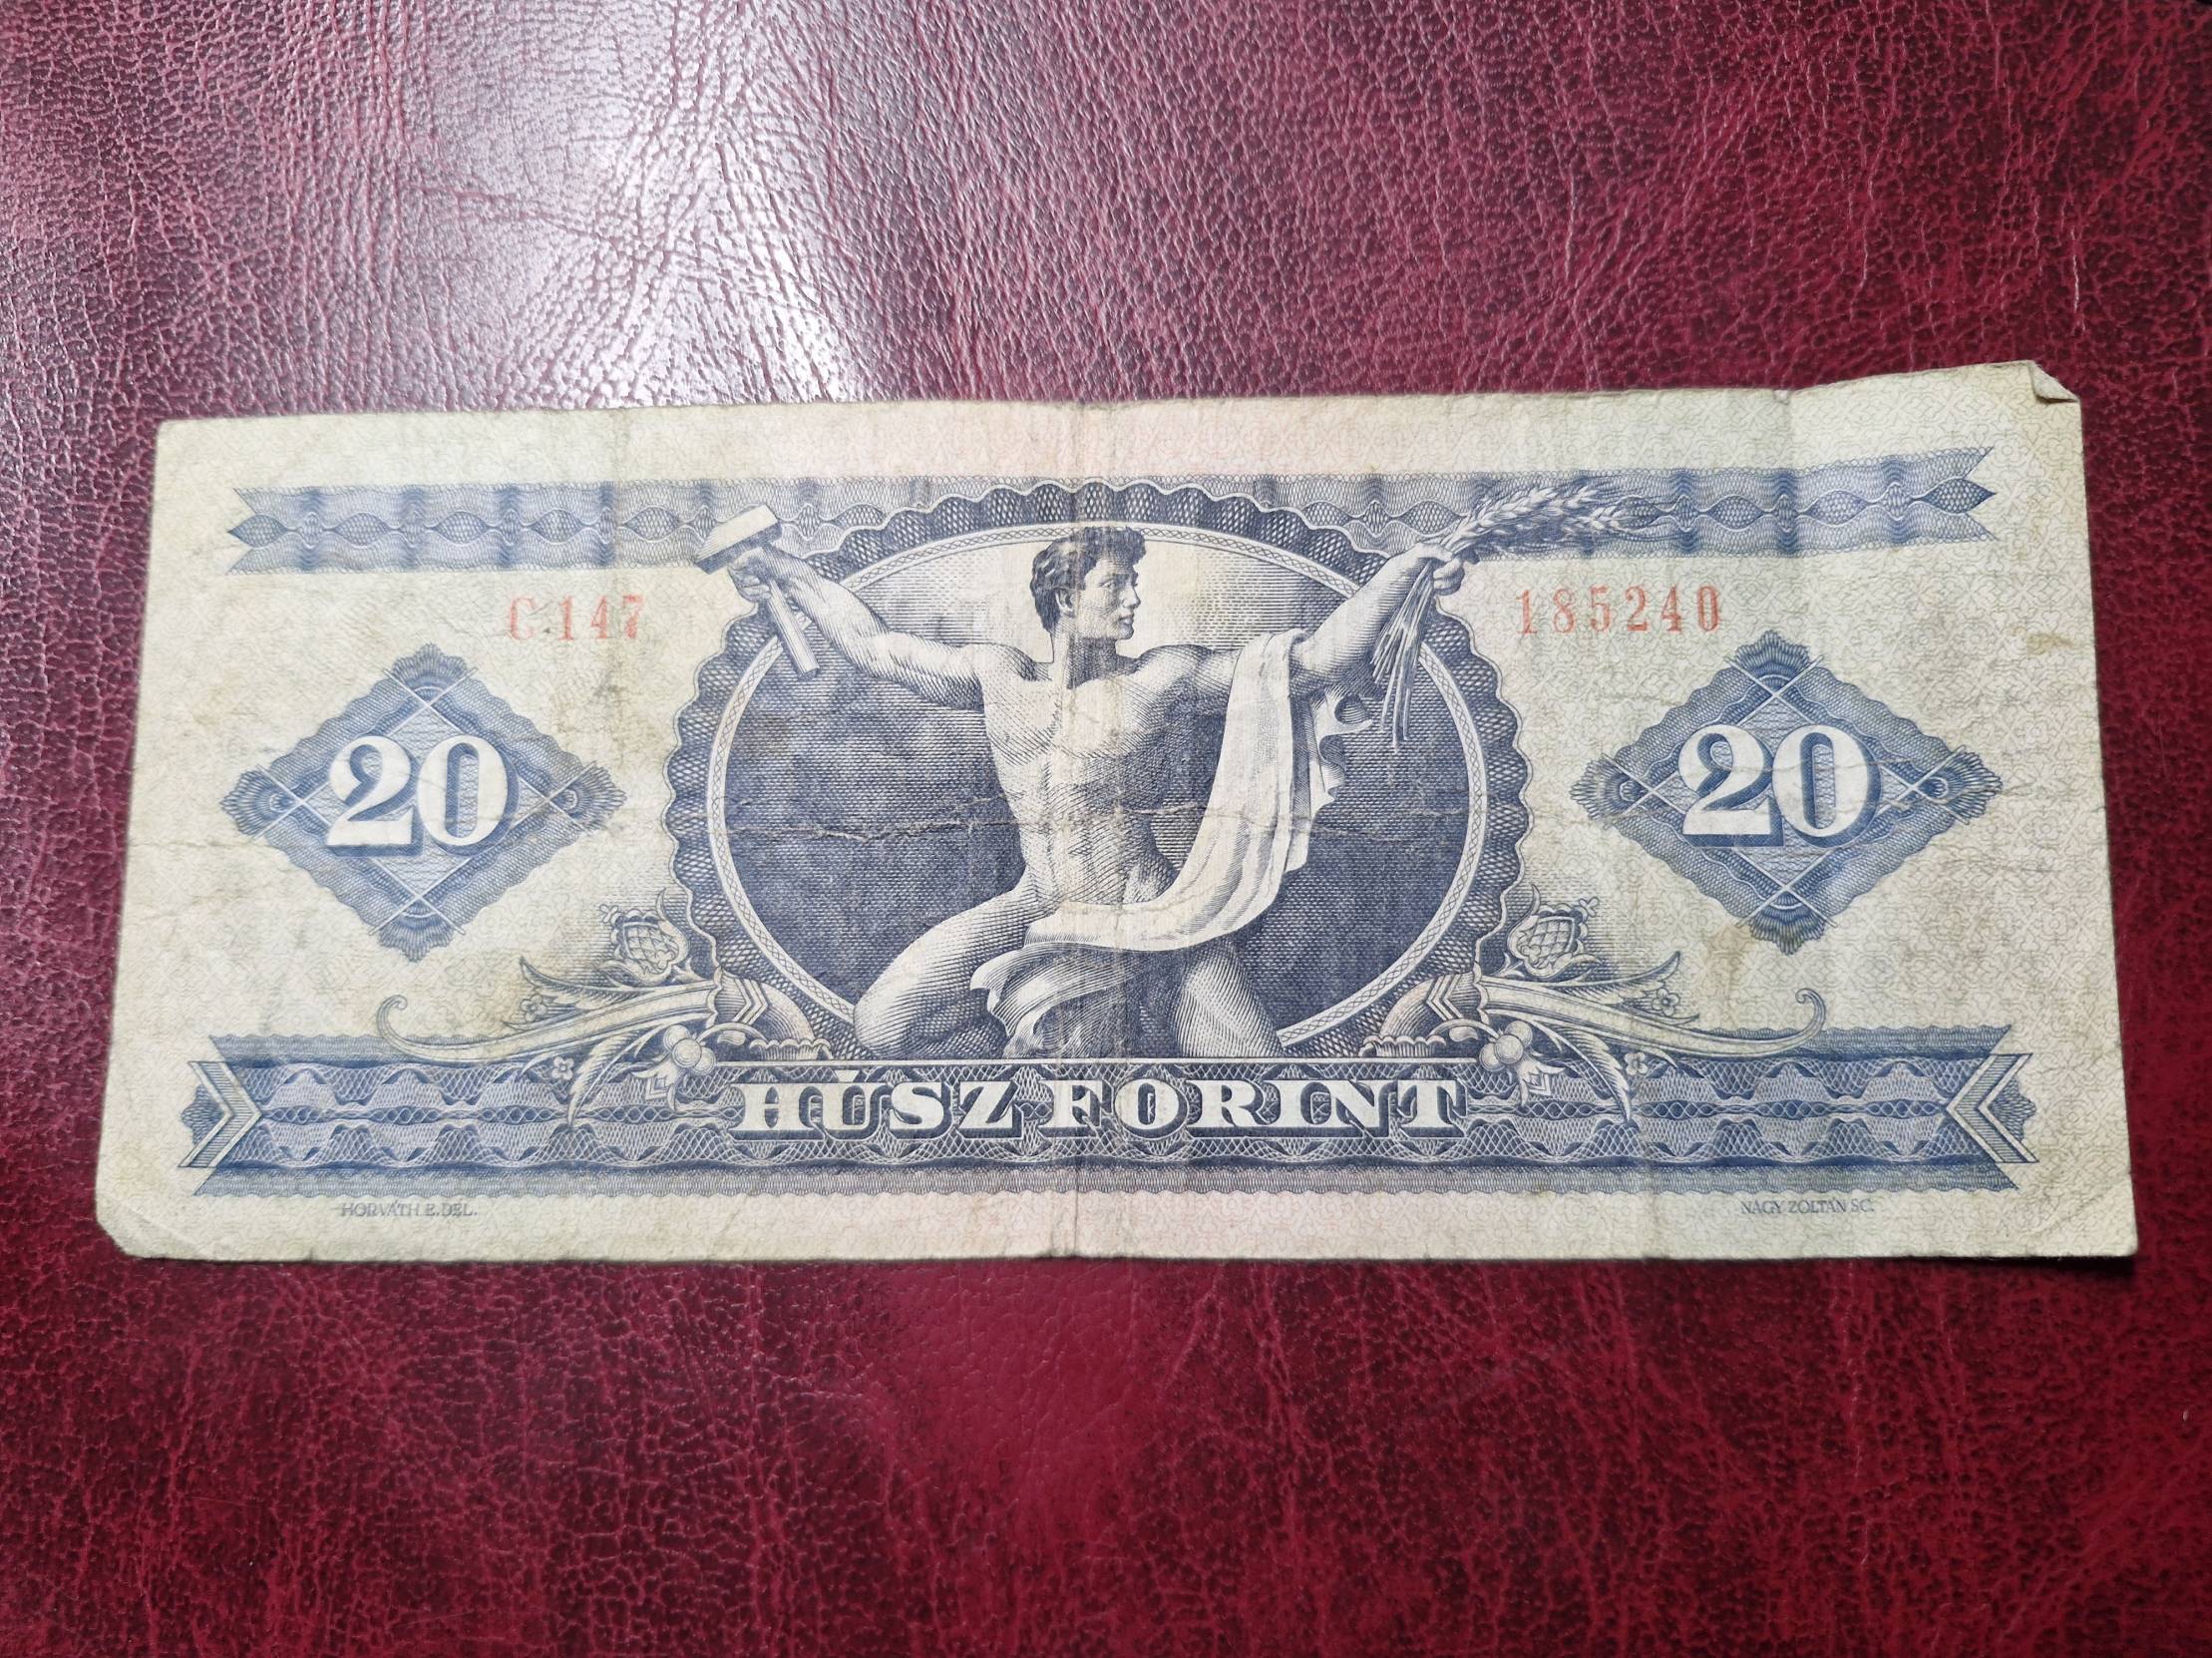 C 147
185240
20
20
HÚSZ FORINT
HORVÁTH E. DEL.
NAGY ZOLTÁN SC.